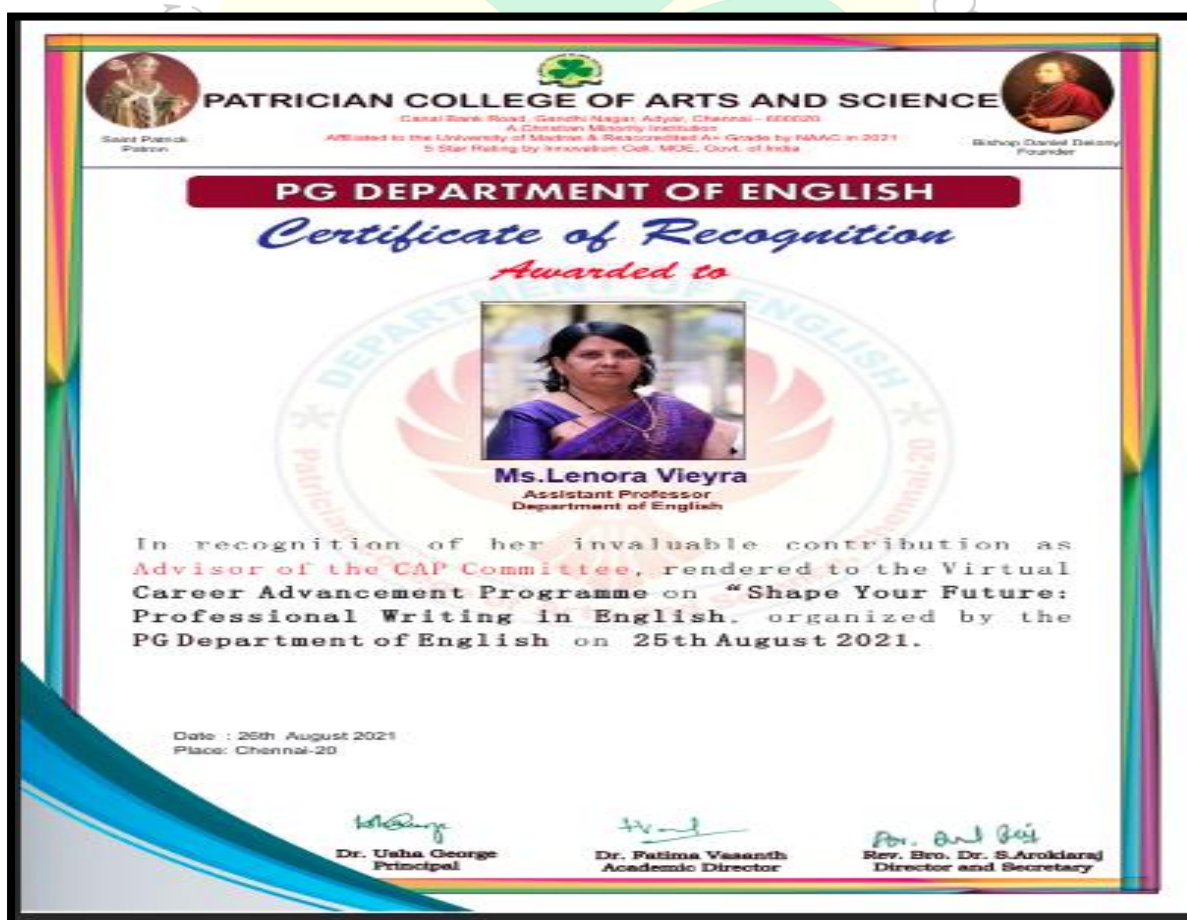 PATRICIAN COLLEGE OF ARTS AND SCIENCE
Canal Bank Road, Gandhi Nagar, Adyar, Chennai - 600020
A Christian Minority Institution
Affiliated to the University of Madras & Reaccredited A+ Grade by NAAC in 2021
5 Star Rating by Innovation Cell, MOE, Govt. of India
Saint Patrick
Patron
Bishop Daniel Delany
Founder
PG DEPARTMENT OF ENGLISH
Certificate of Recognition
Awarded to
DEPARTMENT OF ENGLISH
Ms.Lenora Vieyra
Assistant Professor
Department of English
In recognition of her invaluable contribution as
Advisor of the CAP Committee, rendered to the Virtual
Career Advancement Programme on “Shape Your Future:
Professional Writing in English, organized by the
PG Department of English on 25th August 2021.
Date : 26th August 2021
Place: Chennai-20
Dr. Usha George
Principal
Dr. Fatima Vasanth
Academic Director
Rev. Bro. Dr. S.Arokiaraj
Director and Secretary